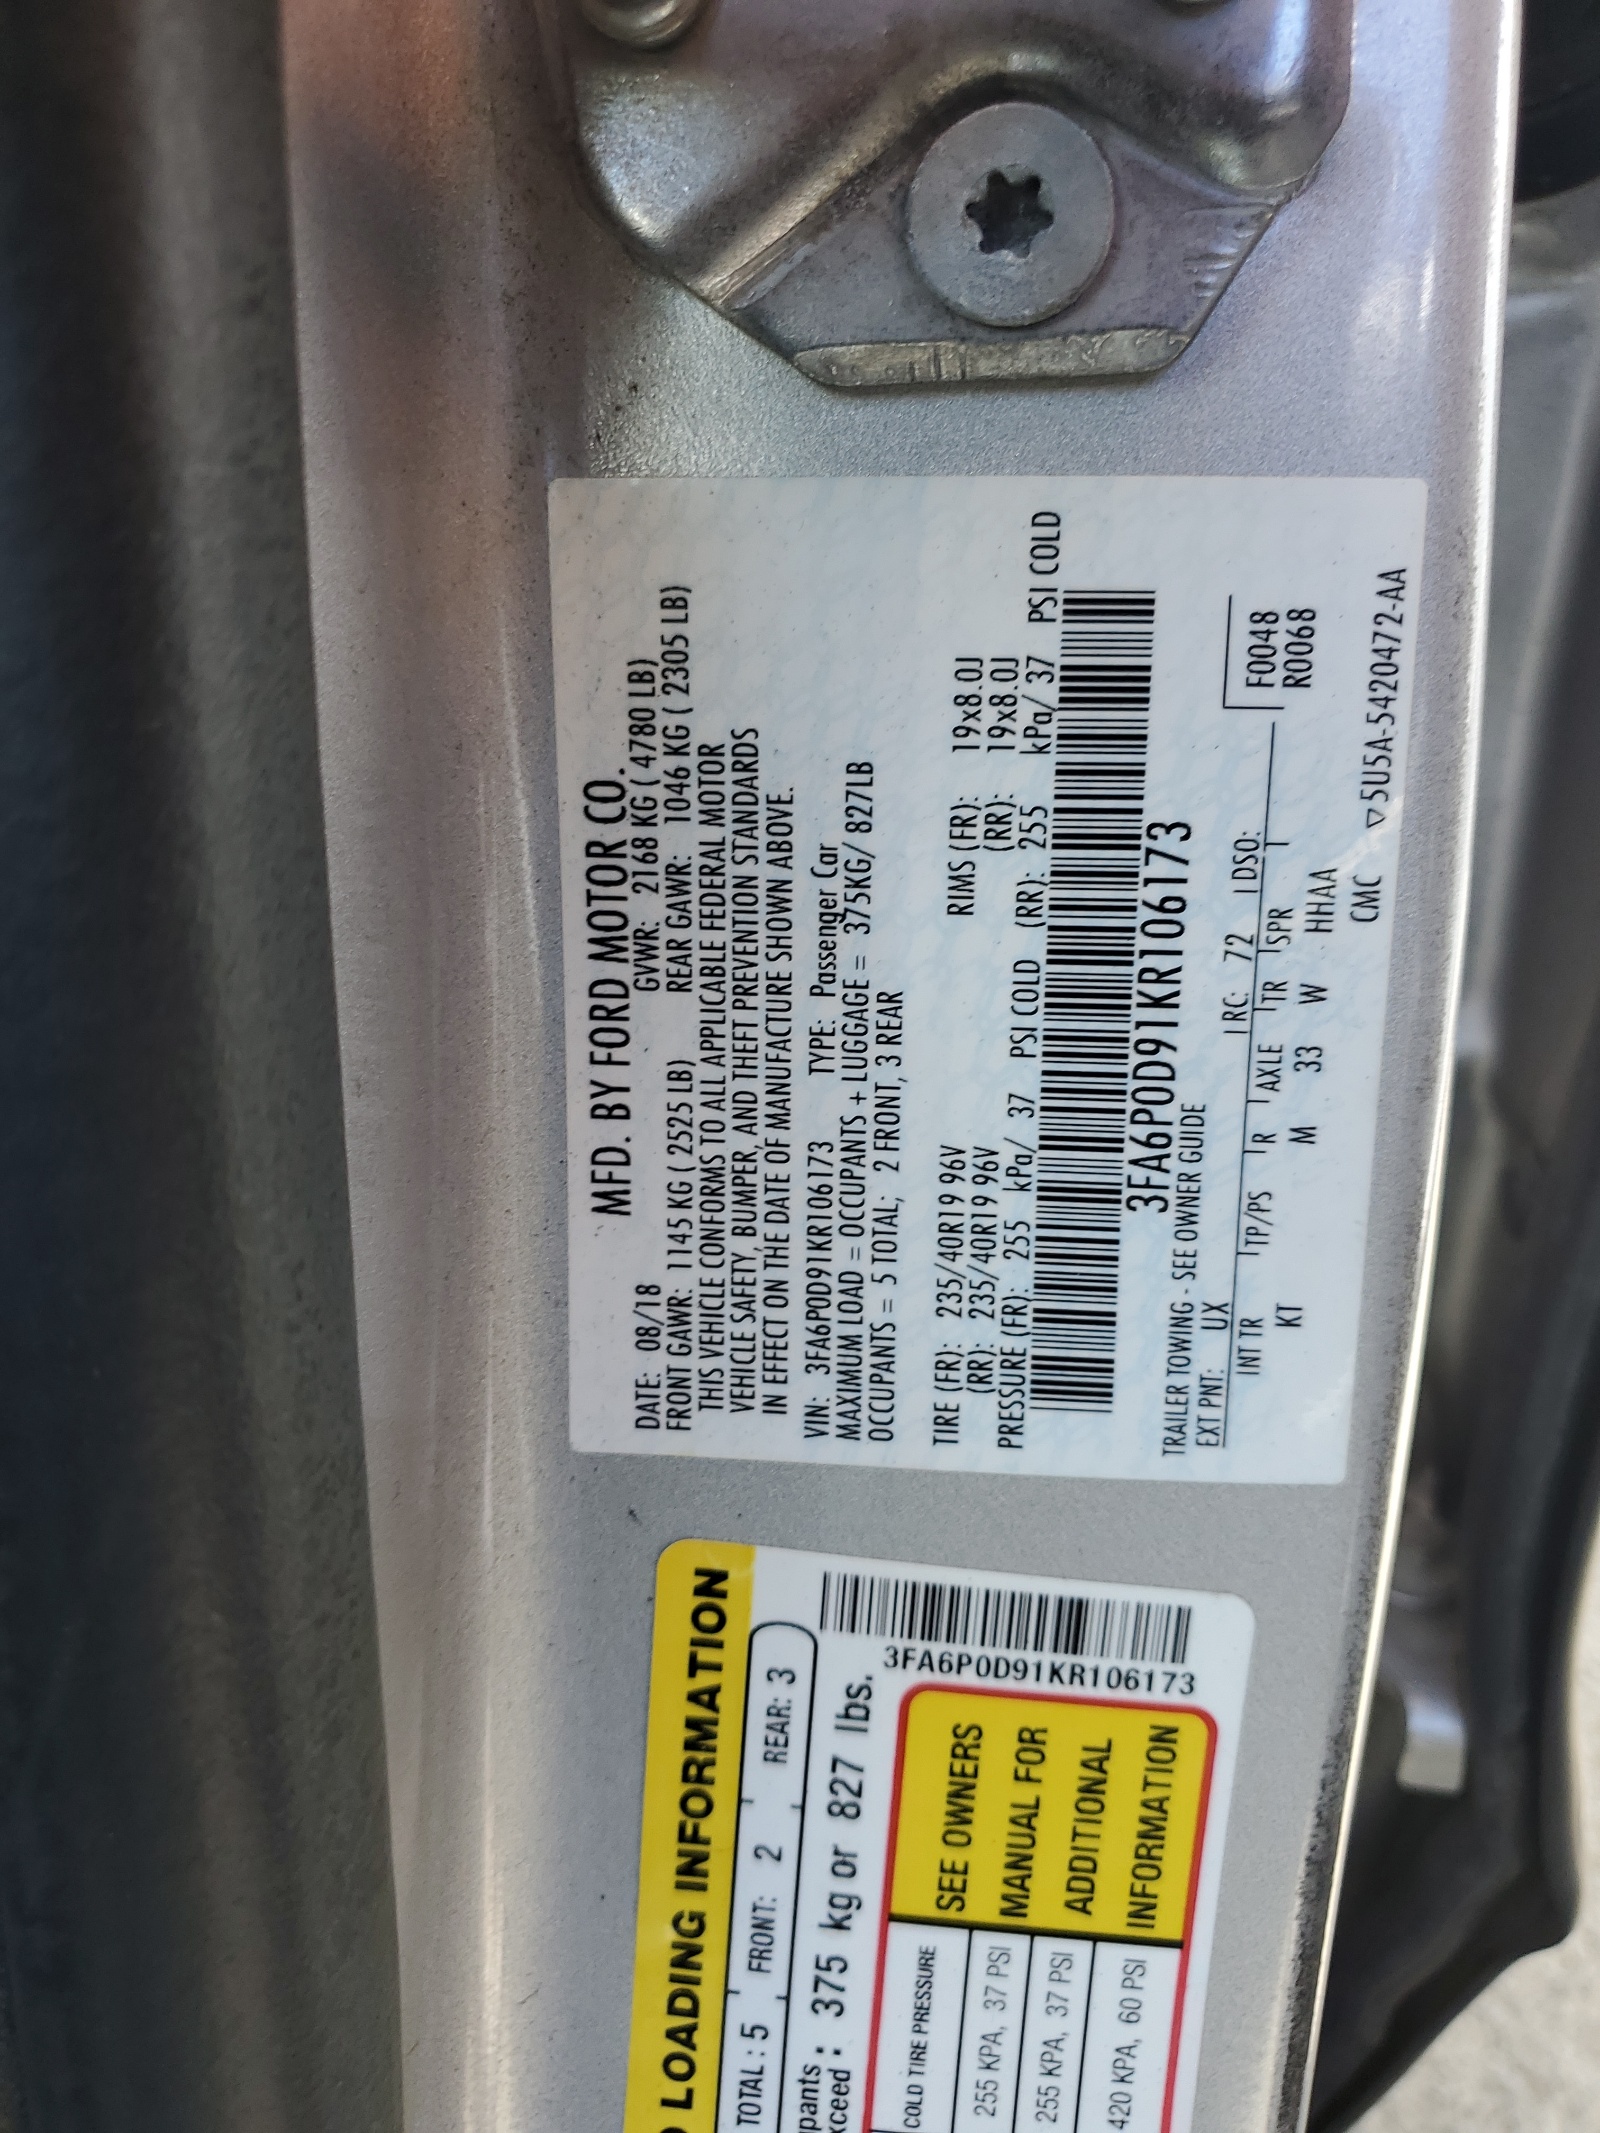 MFD. BY FORD MOTOR CO.
DATE: 08/18 GVWR: 2168 KG ( 4780 LB)
FRONT GAWR: 1145 KG ( 2525 LB) REAR GAWR: 1046 KG ( 2305 LB)
THIS VEHICLE CONFORMS TO ALL APPLICABLE FEDERAL MOTOR
VEHICLE SAFETY, BUMPER, AND THEFT PREVENTION STANDARDS
IN EFFECT ON THE DATE OF MANUFACTURE SHOWN ABOVE.
VIN: 3FA6P0D91KR106173 TYPE: Passenger Car
MAXIMUM LOAD = OCCUPANTS + LUGGAGE = 375KG/ 827LB
OCCUPANTS = 5 TOTAL; 2 FRONT, 3 REAR
TIRE (FR): 235/40R19 96V RIMS (FR): 19x8.0J
(RR): 235/40R19 96V (RR): 19x8.0J
PRESSURE (FR): 255 kPa/ 37 PSI COLD (RR): 255 kPa/ 37 PSI COLD
3FA6P0D91KR106173
TRAILER TOWING - SEE OWNER GUIDE
EXT PNT: UX RC: 72 DSO:
INT TR TP/PS R AXLE TR SPR T
KT M 33 W HHAA
F0048
R0068
CMC ▽5U5A-5420472-AA
LOADING INFORMATION
TOTAL : 5 FRONT: 2 REAR: 3
pants :
xceed : 375 kg or 827 lbs.
3FA6P0D91KR106173
COLD TIRE PRESSURE
255 KPA, 37 PSI
255 KPA, 37 PSI
420 KPA, 60 PSI
SEE OWNERS
MANUAL FOR
ADDITIONAL
INFORMATION